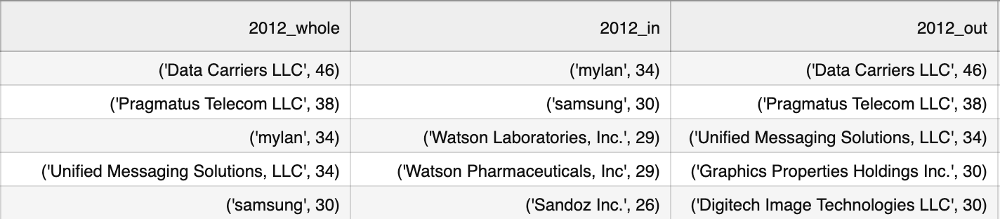 2012_whole 2012_in 2012_out
('Data Carriers LLC', 46) ('mylan', 34) ('Data Carriers LLC', 46)
('Pragmatus Telecom LLC', 38) ('samsung', 30) ('Pragmatus Telecom LLC', 38)
('mylan', 34) ('Watson Laboratories, Inc.', 29) ('Unified Messaging Solutions, LLC', 34)
('Unified Messaging Solutions, LLC', 34) ('Watson Pharmaceuticals, Inc', 29) ('Graphics Properties Holdings Inc.', 30)
('samsung', 30) ('Sandoz Inc.', 26) ('Digitech Image Technologies LLC', 30)